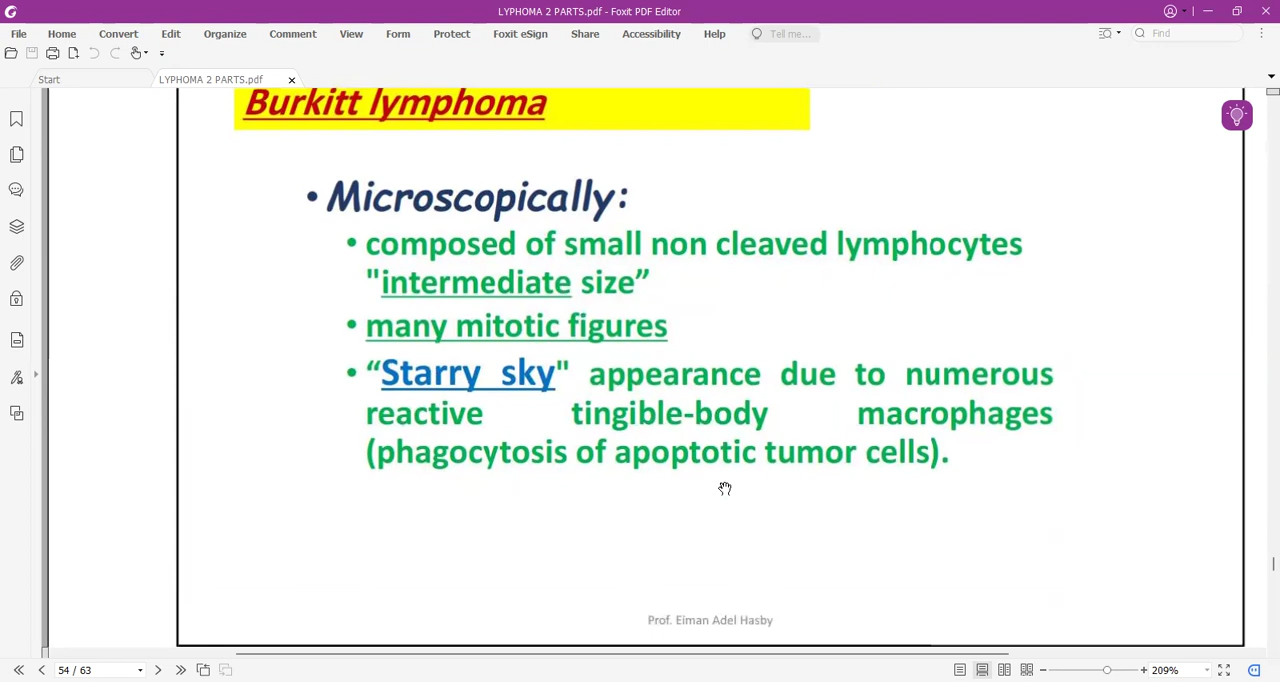 LYPHOMA 2 PARTS.pdf - Foxit PDF Editor
File Home Convert Edit Organize Comment View Form Protect Foxit eSign Share Accessibility Help Tell me... Find
Start LYPHOMA 2 PARTS.pdf
Burkitt lymphoma
• Microscopically:
• composed of small non cleaved lymphocytes
"intermediate size”
• many mitotic figures
• “Starry sky" appearance due to numerous
reactive tingible-body macrophages
(phagocytosis of apoptotic tumor cells).
Prof. Eiman Adel Hasby
54 / 63 209%